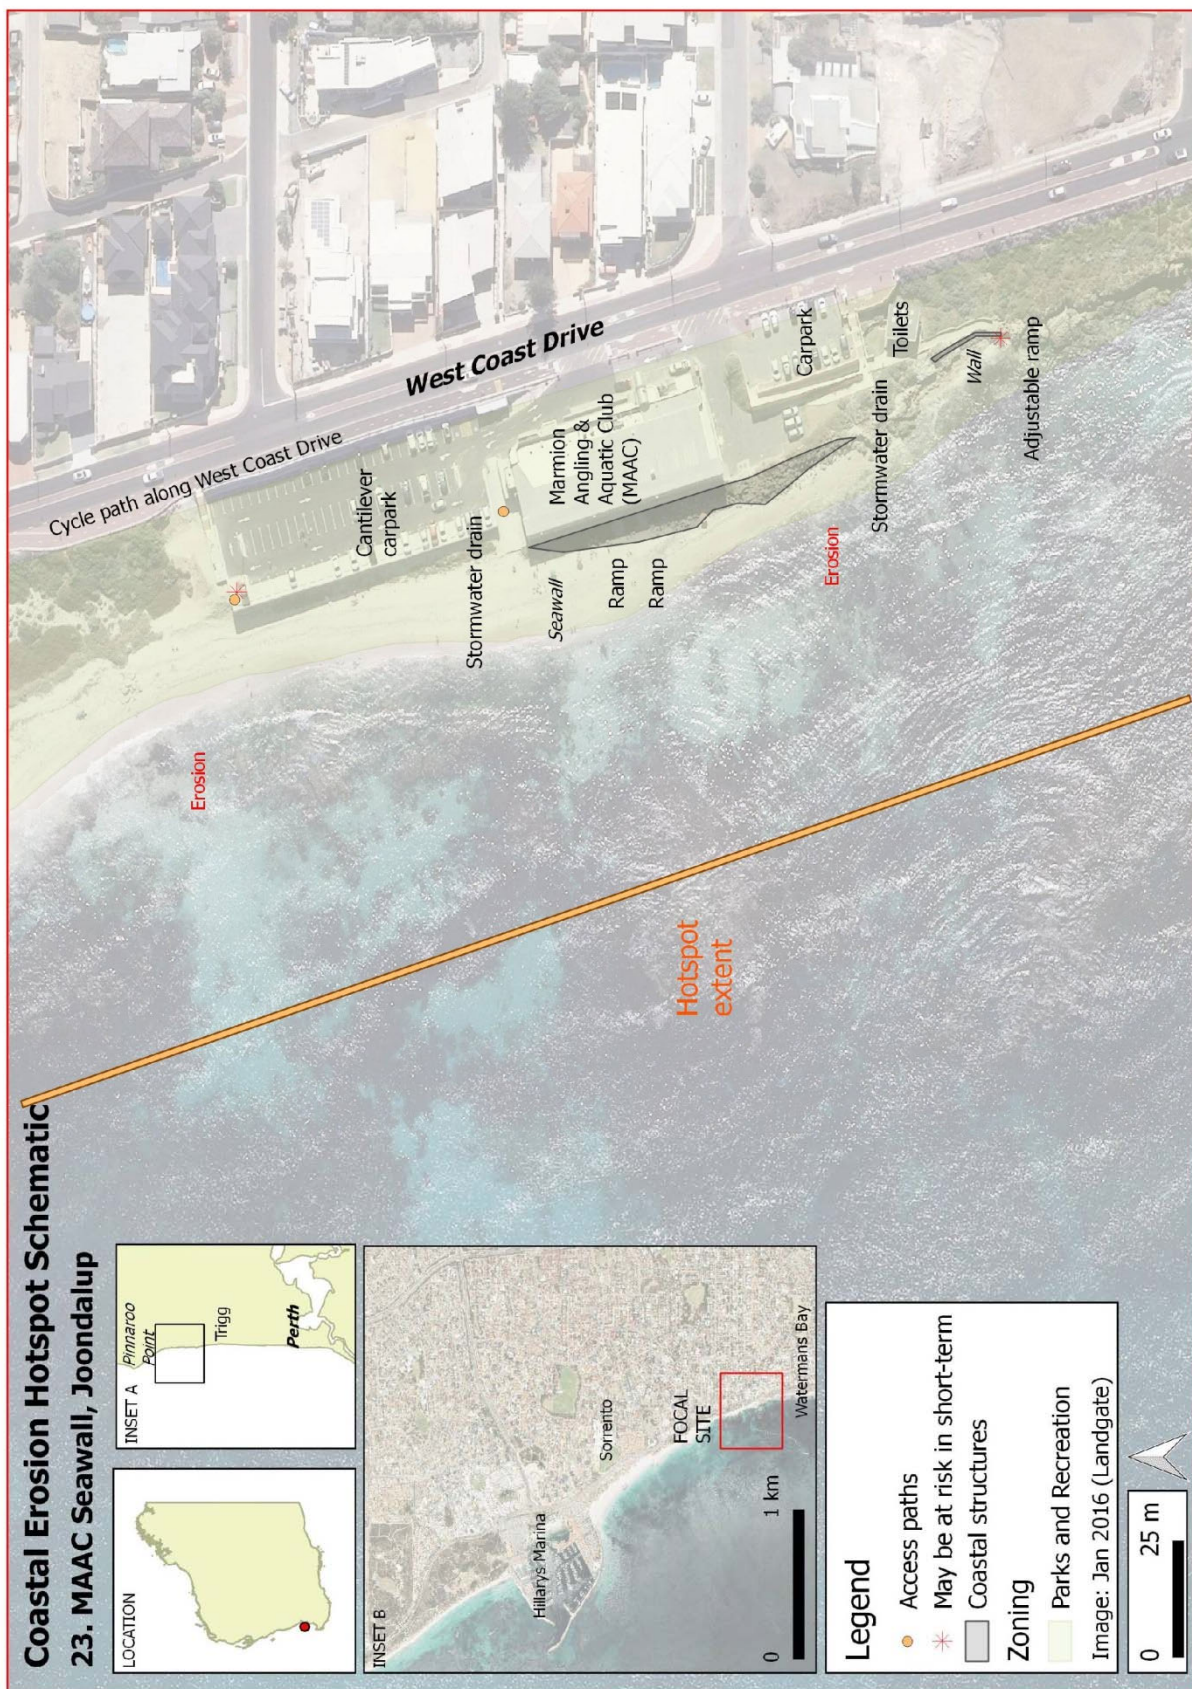 Coastal Erosion Hotspot Schematic
23. MAAC Seawall, Joondalup
LOCATION
INSET A
Pinnaroo
Point
Trigg
Perth
INSET B
Hillarys Marina
Sorrento
FOCAL
SITE
Watermans Bay
0
1 km
Legend
Access paths
May be at risk in short-term
Coastal structures
Zoning
Parks and Recreation
Image: Jan 2016 (Landgate)
0
25 m
Hotspot
extent
Erosion
Cycle path along West Coast Drive
West Coast Drive
Cantilever
carpark
Stormwater drain
Seawall
Marmion
Angling &
Aquatic Club
(MAAC)
Ramp
Ramp
Erosion
Carpark
Stormwater drain
Toilets
Wall
Adjustable ramp